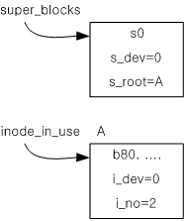 super_blocks
s0
s_dev=0
s_root=A
inode_in_use A
b80, ....
i_dev=0
i_no=2